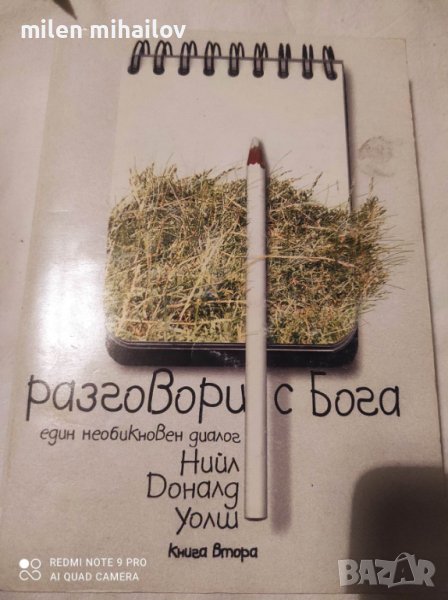 milen-mihailov
разговори с Бога
един необикновен диалог
Нийл
Доналд
Уолш
Книга втора
REDMI NOTE 9 PRO
AI QUAD CAMERA
BAZAR